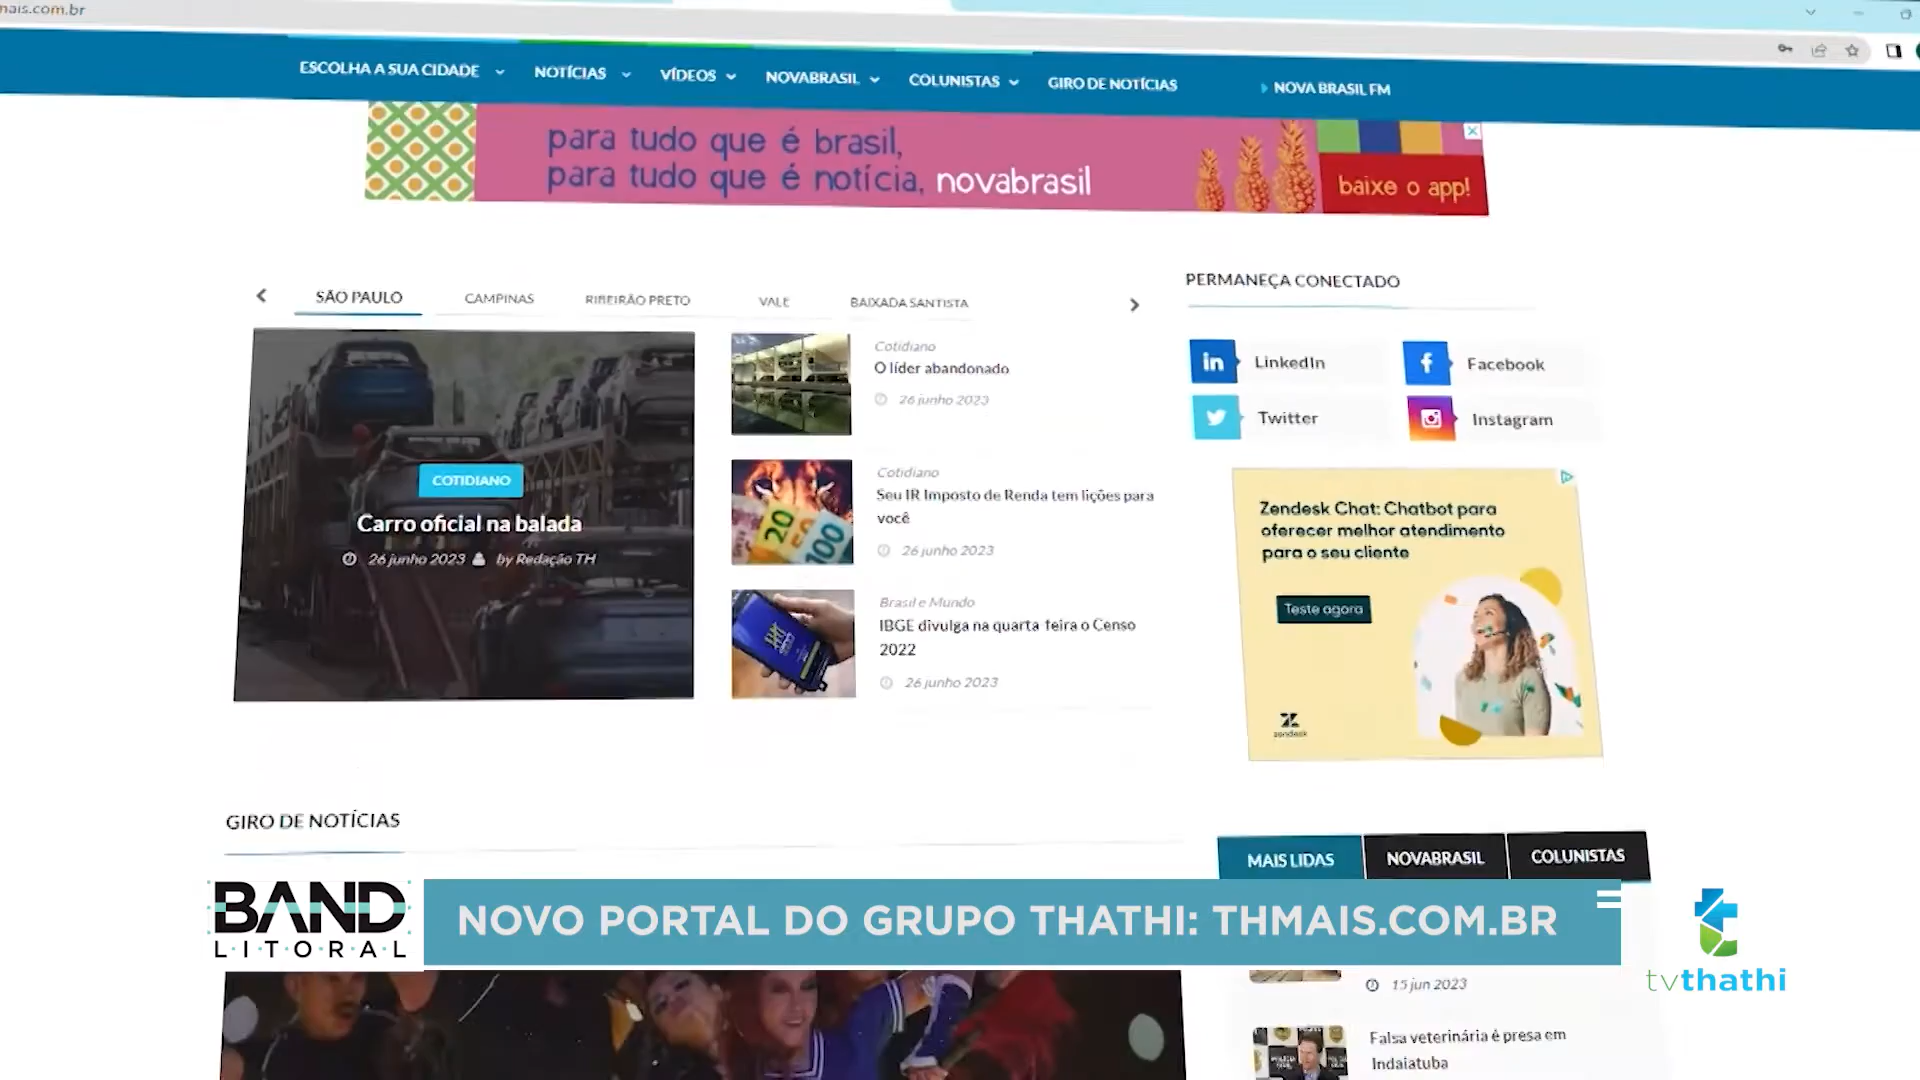 mais.com.br
ESCOLHA A SUA CIDADE
NOTÍCIAS
VÍDEOS
NOVABRASIL
COLUNISTAS
GIRO DE NOTÍCIAS
NOVA BRASIL FM
para tudo que é brasil,
para tudo que é notícia, novabrasil
baixe o app!
SÃO PAULO
CAMPINAS
RIBEIRÃO PRETO
VALE
BAIXADA SANTISTA
COTIDIANO
Carro oficial na balada
26 junho 2023 by Redação TH
Cotidiano
O líder abandonado
26 junho 2023
Cotidiano
Seu IR Imposto de Renda tem lições para
você
26 junho 2023
Brasil e Mundo
IBGE divulga na quarta feira o Censo
2022
26 junho 2023
PERMANEÇA CONECTADO
LinkedIn
Facebook
Twitter
Instagram
Zendesk Chat: Chatbot para
oferecer melhor atendimento
para o seu cliente
Teste agora
zendesk
GIRO DE NOTÍCIAS
MAIS LIDAS
NOVABRASIL
COLUNISTAS
BAND
LITORAL
NOVO PORTAL DO GRUPO THATHI: THMAIS.COM.BR
tvthathi
15 jun 2023
Falsa veterinária é presa em
Indaiatuba